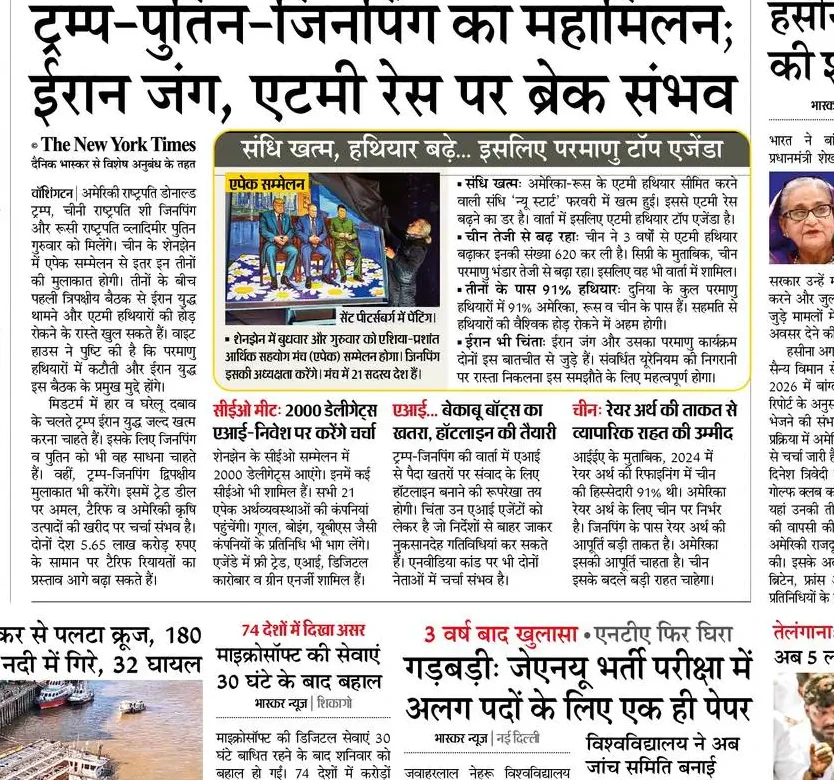 ट्रम्प-पुतिन-जिनपिंग का महामिलन;
ईरान जंग, एटमी रेस पर ब्रेक संभव
© The New York Times
दैनिक भास्कर से विशेष अनुबंध के तहत
वॉशिंगटन | अमेरिकी राष्ट्रपति डोनाल्ड
ट्रम्प, चीनी राष्ट्रपति शी जिनपिंग
और रूसी राष्ट्रपति व्लादिमीर पुतिन
गुरुवार को मिलेंगे। चीन के शेनझेन
में एपेक सम्मेलन से इतर इन तीनों
की मुलाकात होगी। तीनों के बीच
पहली त्रिपक्षीय बैठक से ईरान युद्ध
थामने और एटमी हथियारों की होड़
रोकने के रास्ते खुल सकते हैं। वाइट
हाउस ने पुष्टि की है कि परमाणु
हथियारों में कटौती और ईरान युद्ध
इस बैठक के प्रमुख मुद्दे होंगे।
मिडटर्म में हार व घरेलू दबाव
के चलते ट्रम्प ईरान युद्ध जल्द खत्म
करना चाहते हैं। इसके लिए जिनपिंग
व पुतिन को भी वह साधना चाहते
हैं। वहीं, ट्रम्प-जिनपिंग द्विपक्षीय
मुलाकात भी करेंगे। इसमें ट्रेड डील
पर अमल, टैरिफ व अमेरिकी कृषि
उत्पादों की खरीद पर चर्चा संभव है।
दोनों देश 5.65 लाख करोड़ रुपए
के सामान पर टैरिफ रियायतों का
प्रस्ताव आगे बढ़ा सकते हैं।
संधि खत्म, हथियार बढ़े... इसलिए परमाणु टॉप एजेंडा
एपेक सम्मेलन
सेंट पीटर्सबर्ग में पेंटिंग।
▪ शेनझेन में बुधवार और गुरुवार को एशिया-प्रशांत
आर्थिक सहयोग मंच (एपेक) सम्मेलन होगा। जिनपिंग
इसकी अध्यक्षता करेंगे। मंच में 21 सदस्य देश हैं।
▪ संधि खत्म: अमेरिका-रूस के एटमी हथियार सीमित करने
वाली संधि 'न्यू स्टार्ट' फरवरी में खत्म हुई। इससे एटमी रेस
बढ़ने का डर है। वार्ता में इसलिए एटमी हथियार टॉप एजेंडा है।
▪ चीन तेजी से बढ़ रहा: चीन ने 3 वर्षों से एटमी हथियार
बढ़ाकर इनकी संख्या 620 कर ली है। सिप्री के मुताबिक, चीन
परमाणु भंडार तेजी से बढ़ा रहा। इसलिए वह भी वार्ता में शामिल।
▪ तीनों के पास 91% हथियार: दुनिया के कुल परमाणु
हथियारों में 91% अमेरिका, रूस व चीन के पास हैं। सहमति से
हथियारों की वैश्विक होड़ रोकने में अहम होगी।
▪ ईरान भी चिंता: ईरान जंग और उसका परमाणु कार्यक्रम
दोनों इस बातचीत से जुड़े हैं। संवर्धित यूरेनियम की निगरानी
पर रास्ता निकलना इस समझौते के लिए महत्वपूर्ण होगा।
सीईओ मीट: 2000 डेलीगेट्स
एआई-निवेश पर करेंगे चर्चा
शेनझेन के सीईओ सम्मेलन में
2000 डेलीगेट्स आएंगे। इनमें कई
सीईओ भी शामिल हैं। सभी 21
एपेक अर्थव्यवस्थाओं की कंपनियां
पहुंचेंगी। गूगल, बोइंग, यूबीएस जैसी
कंपनियों के प्रतिनिधि भी भाग लेंगे।
एजेंडे में फ्री ट्रेड, एआई, डिजिटल
कारोबार व ग्रीन एनर्जी शामिल हैं।
एआई... बेकाबू बॉट्स का
खतरा, हॉटलाइन की तैयारी
ट्रम्प-जिनपिंग की वार्ता में एआई
से पैदा खतरों पर संवाद के लिए
हॉटलाइन बनाने की रूपरेखा तय
होगी। चिंता उन एआई एजेंटों को
लेकर है जो निर्देशों से बाहर जाकर
नुकसानदेह गतिविधियां कर सकते
हैं। एनवीडिया कांड पर भी दोनों
नेताओं में चर्चा संभव है।
चीन: रेयर अर्थ की ताकत से
व्यापारिक राहत की उम्मीद
आईईए के मुताबिक, 2024 में
रेयर अर्थ की रिफाइनिंग में चीन
की हिस्सेदारी 91% थी। अमेरिका
रेयर अर्थ के लिए चीन पर निर्भर
है। जिनपिंग के पास रेयर अर्थ की
आपूर्ति बड़ी ताकत है। अमेरिका
इसकी आपूर्ति चाहता है। चीन
इसके बदले बड़ी राहत चाहेगा।
की
भारत ने
प्रधानमंत्री
सरकार उन्हें
करने और
जुड़े मामलों
अवसर देने
हसीना
सैन्य विमान
2026 में
रिपोर्ट के
भेजने की
प्रक्रिया में
से चर्चा जारी
दिनेश त्रिवेदी
गोल्फ क्लब
यहां उनकी
की वापसी
अमेरिकी
की। इसके
ब्रिटेन, फ्रांस
प्रतिनिधियों के
कर से पलटा क्रूज, 180
नदी में गिरे, 32 घायल
74 देशों में दिखा असर
माइक्रोसॉफ्ट की सेवाएं
30 घंटे के बाद बहाल
भास्कर न्यूज | शिकागो
माइक्रोसॉफ्ट की डिजिटल सेवाएं 30
घंटे बाधित रहने के बाद शनिवार को
बहाल हो गईं। 74 देशों में करोड़ों
3 वर्ष बाद खुलासा • एनटीए फिर घिरा
गड़बड़ी: जेएनयू भर्ती परीक्षा में
अलग पदों के लिए एक ही पेपर
भास्कर न्यूज | नई दिल्ली
जवाहरलाल नेहरू विश्वविद्यालय
विश्वविद्यालय ने अब
जांच समिति बनाई
तेलंगाना
अब 5